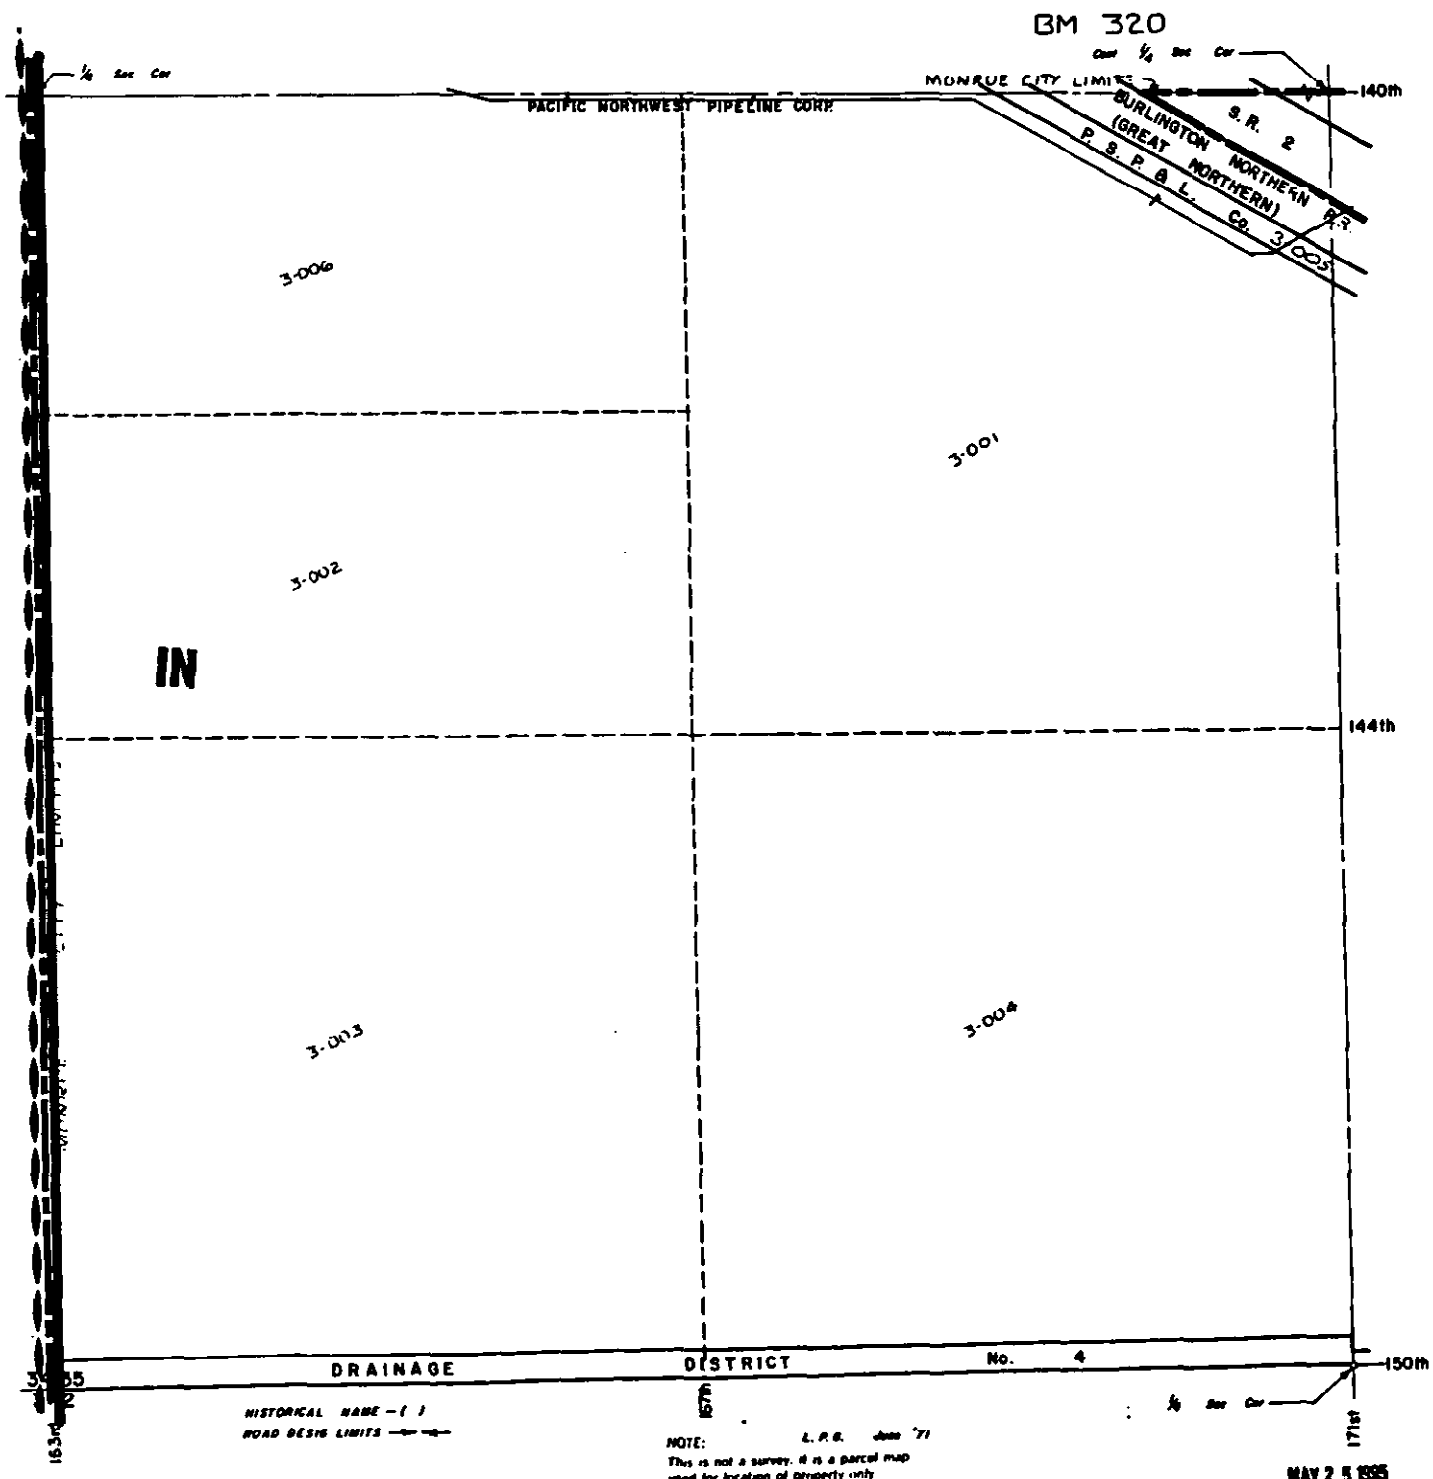 BM 320
1/4 Sec Cor
Cent 1/4 Sec Cor
MONROE CITY LIMITS
140th
PACIFIC NORTHWEST PIPELINE CORP.
S. R. 2
BURLINGTON NORTHERN R.R.
(GREAT NORTHERN)
P. S. P. & L. Co.
3-005
3-006
3-001
3-002
IN
144th
3-003
3-004
DRAINAGE DISTRICT No. 4
150th
1/4 Sec Cor
163rd
167th
171st
HISTORICAL NAME - ( )
ROAD DESIG LIMITS
L. P. B. June '71
NOTE:
This is not a survey. It is a parcel map
used for location of property only
MAY 25 1995